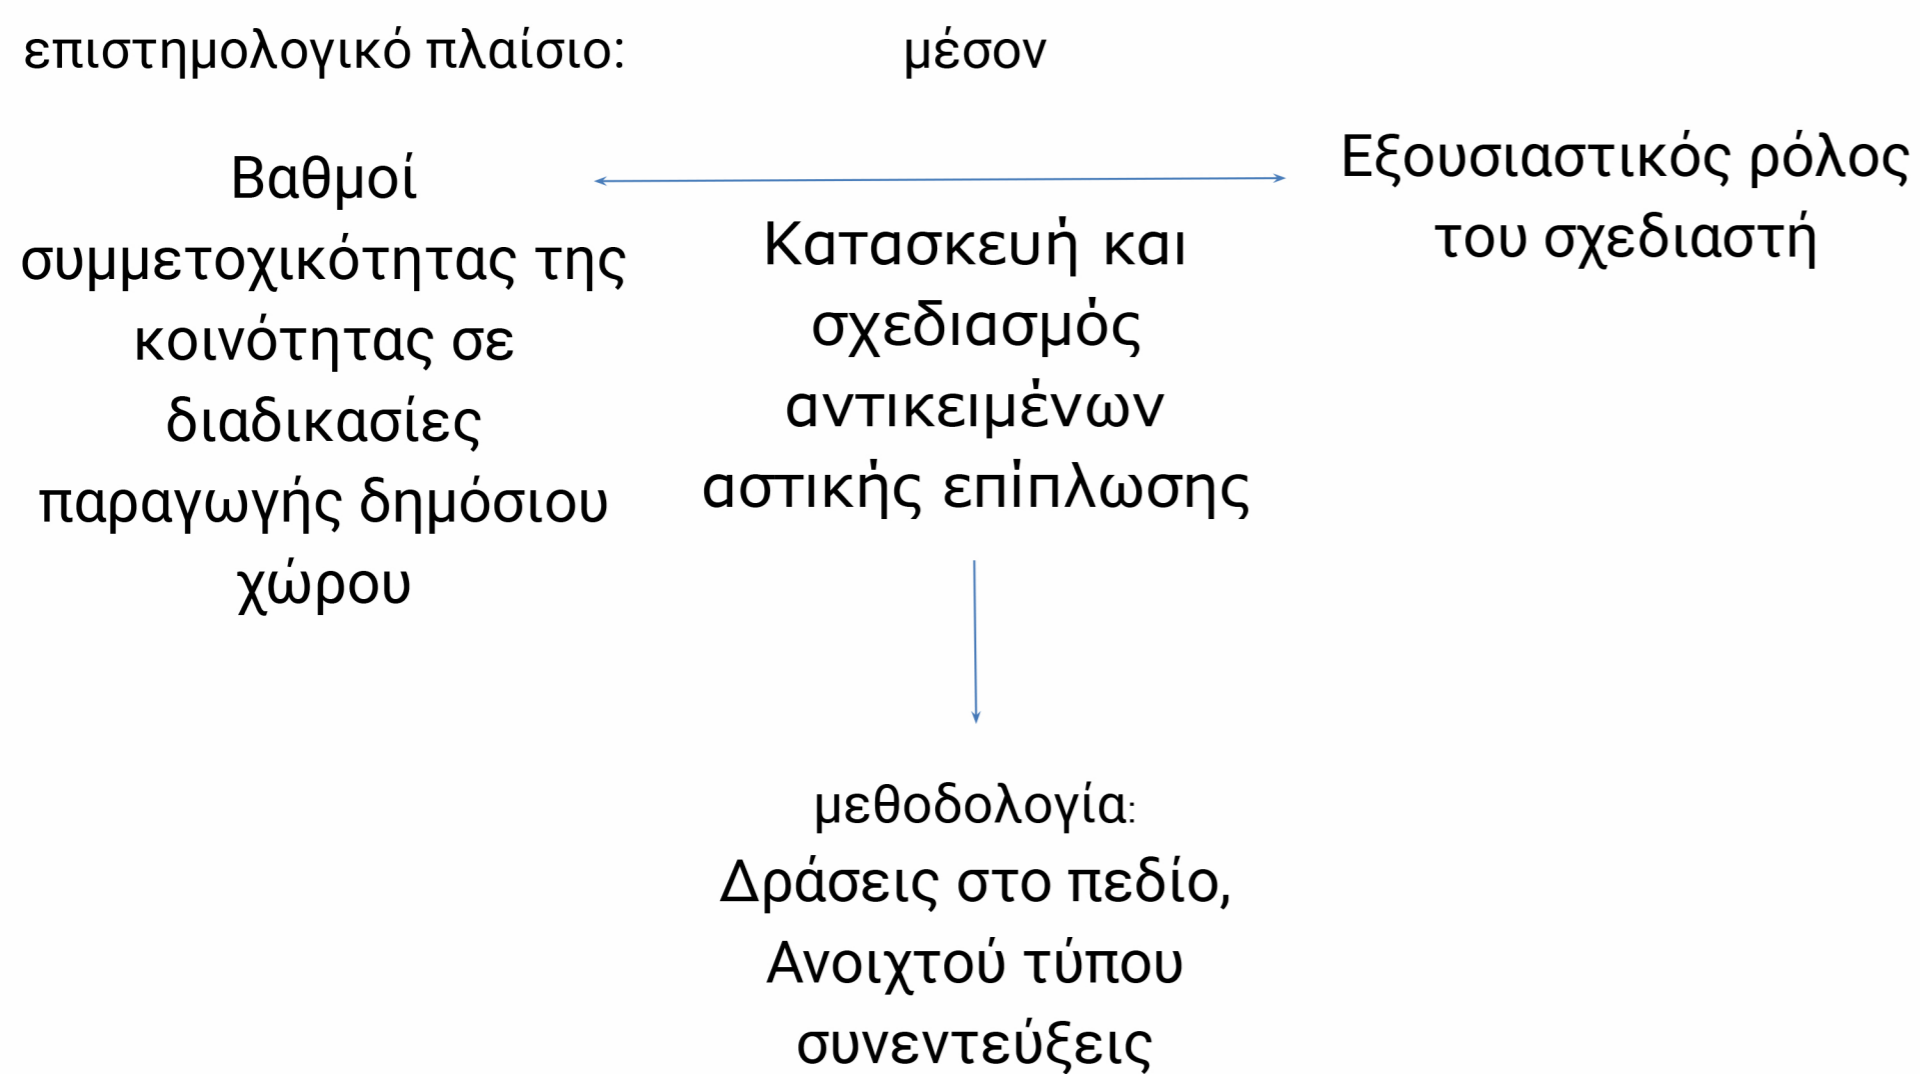 επιστημολογικό πλαίσιο:
Βαθμοί
συμμετοχικότητας της
κοινότητας σε
διαδικασίες
παραγωγής δημόσιου
χώρου
μέσον
Κατασκευή και
σχεδιασμός
αντικειμένων
αστικής επίπλωσης
Εξουσιαστικός ρόλος
του σχεδιαστή
μεθοδολογία:
Δράσεις στο πεδίο,
Ανοιχτού τύπου
συνεντεύξεις